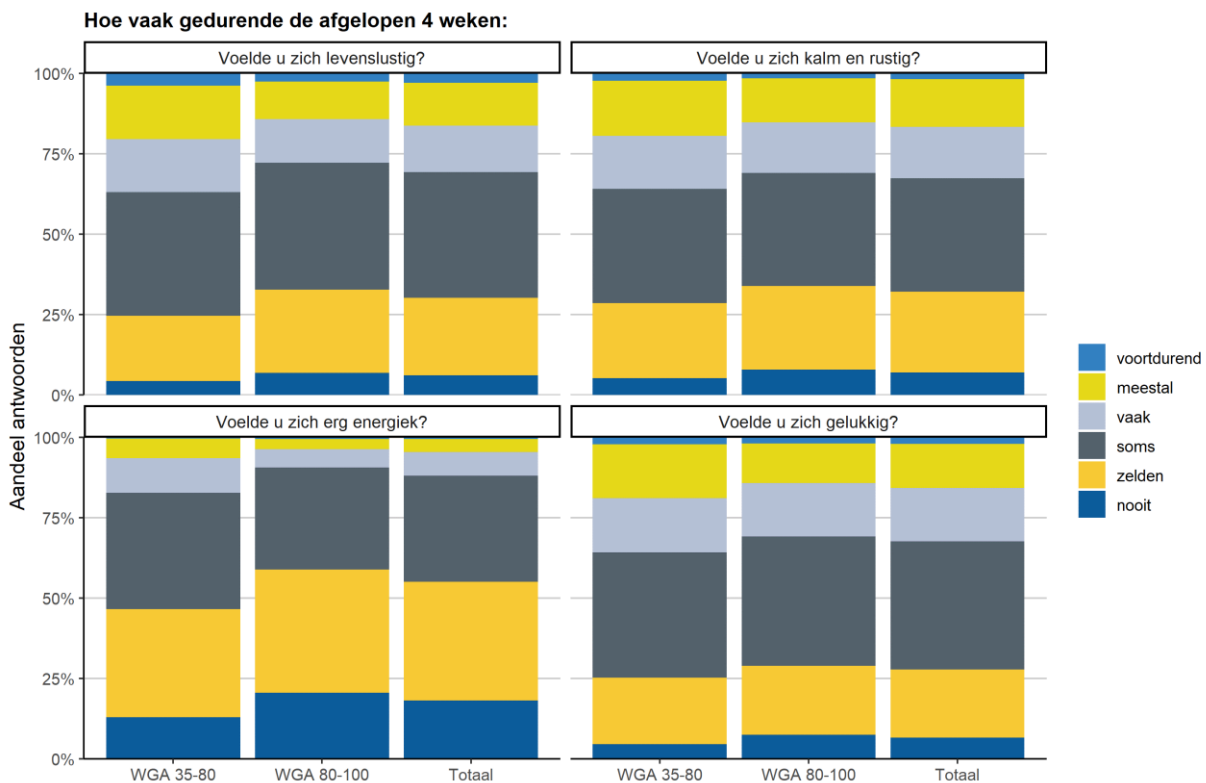 Hoe vaak gedurende de afgelopen 4 weken:
Voelde u zich levenslustig?
Voelde u zich kalm en rustig?
100%
75%
50%
25%
0%
Voelde u zich erg energiek?
Voelde u zich gelukkig?
100%
75%
50%
25%
0%
WGA 35-80
WGA 80-100
Totaal
WGA 35-80
WGA 80-100
Totaal
Aandeel antwoorden
voortdurend
meestal
vaak
soms
zelden
nooit